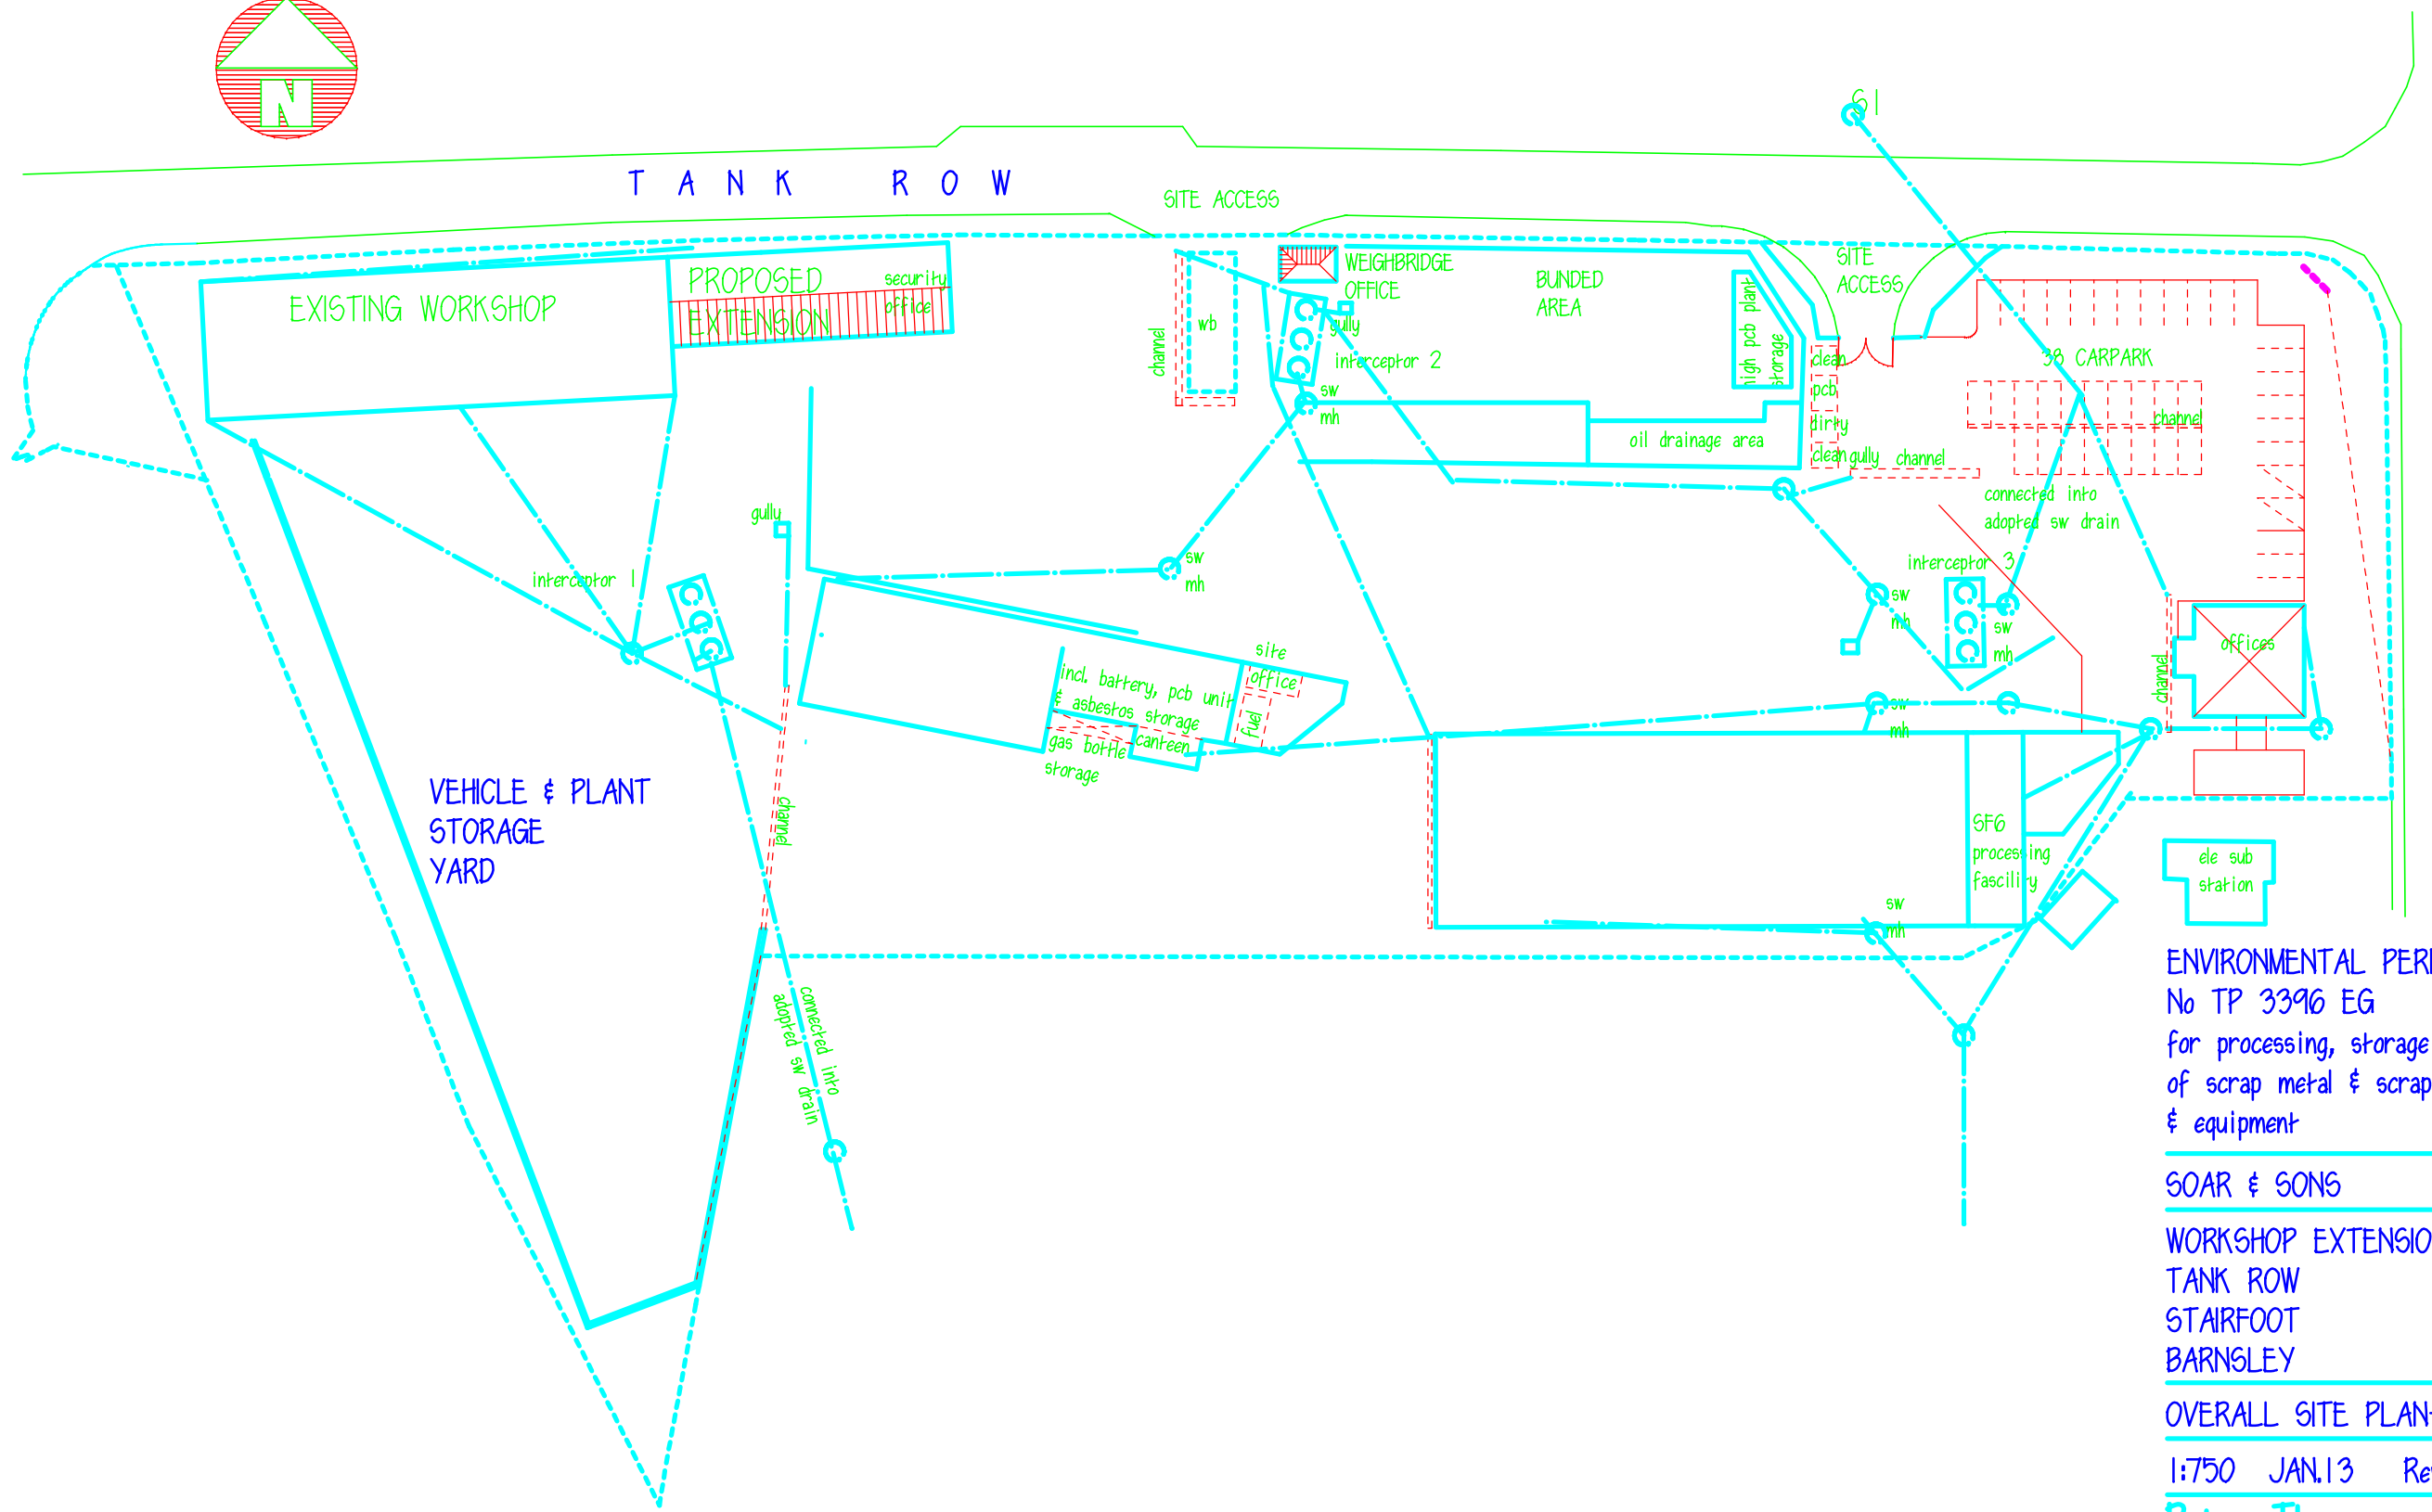 N
S1
TANK ROW
SITE ACCESS
EXISTING WORKSHOP
PROPOSED
EXTENSION
security
office
channel
wb
WEIGHBRIDGE
OFFICE
gully
interceptor 2
sw
mh
BUNDED
AREA
high pcb plant
storage
oil drainage area
SITE
ACCESS
clean
pcb
dirty
clean
gully channel
38 CARPARK
channel
connected into
adopted sw drain
interceptor 3
sw
mh
sw
mh
sw
mh
channel
offices
gully
interceptor 1
sw
mh
site
office
fuel
incl. battery, pcb unit
& asbestos storage
canteen
gas bottle
storage
channel
VEHICLE & PLANT
STORAGE
YARD
connected into
adopted sw drain
SF6
processing
fascility
sw
mh
ele sub
station
ENVIRONMENTAL
No TP 3396 EG
for processing, storage
of scrap metal & scrap
& equipment
SOAR & SONS
WORKSHOP
TANK ROW
STAIRFOOT
BARNSLEY
OVERALL SITE PLAN
1:750 JAN.13